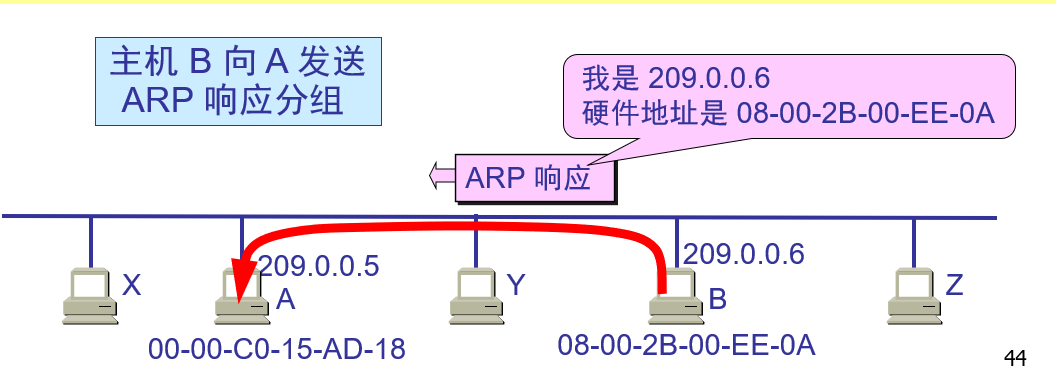 主机 B 向 A 发送
ARP 响应分组
我是 209.0.0.6
硬件地址是 08-00-2B-00-EE-0A
ARP 响应
209.0.0.5
209.0.0.6
X
A
Y
B
Z
00-00-C0-15-AD-18
08-00-2B-00-EE-0A
44